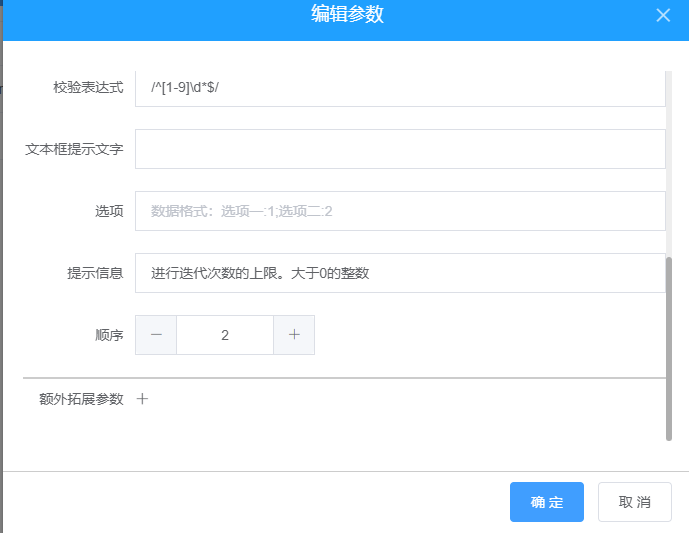 编辑参数
校验表达式 /^[1-9]\d*$/
文本框提示文字
选项 数据格式：选项一:1;选项二:2
提示信息 进行迭代次数的上限。大于0的整数
顺序 2
额外拓展参数
确 定 取 消